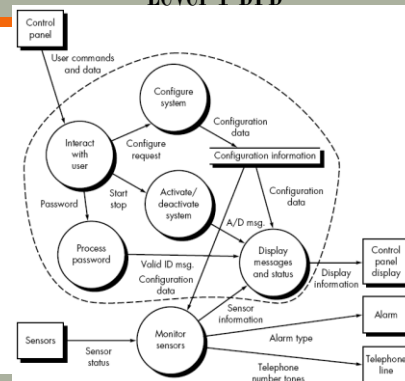 Level 1 DFD
Control
panel
User commands
and data
Configure
system
Configuration
data
Interact
with
user
Configure
request
Configuration information
Start
stop
Activate/
deactivate
system
Configuration
data
Password
A/D msg.
Process
password
Valid ID msg.
Display
messages
and status
Control
panel
display
Display
information
Configuration
data
Sensor
information
Alarm
Sensors
Sensor
status
Monitor
sensors
Alarm type
Telephone
number tones
Telephone
line